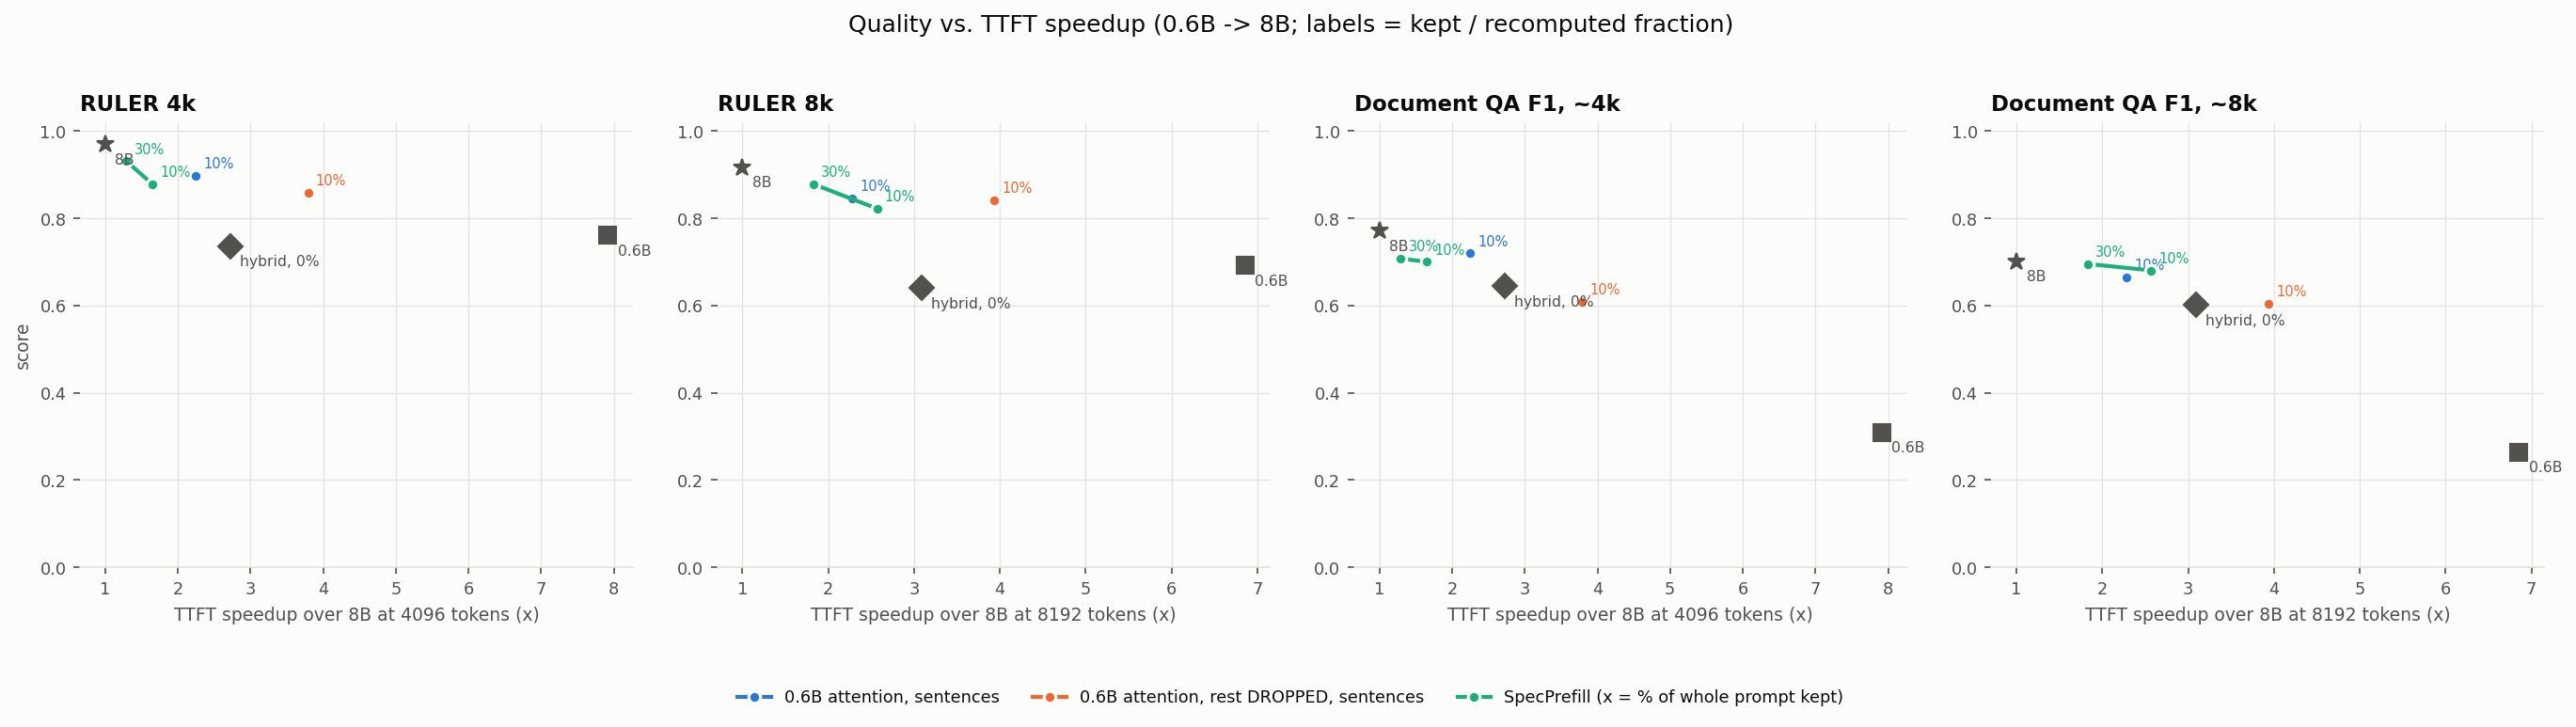 Quality vs. TTFT speedup (0.6B -> 8B; labels = kept / recomputed fraction)
RULER 4k
score
1.0
0.8
0.6
0.4
0.2
0.0
8B
30%
10%
10%
10%
hybrid, 0%
0.6B
1 2 3 4 5 6 7 8
TTFT speedup over 8B at 4096 tokens (x)
RULER 8k
1.0
0.8
0.6
0.4
0.2
0.0
8B
30%
10%
10%
10%
hybrid, 0%
0.6B
1 2 3 4 5 6 7
TTFT speedup over 8B at 8192 tokens (x)
Document QA F1, ~4k
1.0
0.8
0.6
0.4
0.2
0.0
8B
30%
10%
10%
10%
hybrid, 0%
0.6B
1 2 3 4 5 6 7 8
TTFT speedup over 8B at 4096 tokens (x)
Document QA F1, ~8k
1.0
0.8
0.6
0.4
0.2
0.0
8B
30%
10%
10%
10%
hybrid, 0%
0.6B
1 2 3 4 5 6 7
TTFT speedup over 8B at 8192 tokens (x)
0.6B attention, sentences
0.6B attention, rest DROPPED, sentences
SpecPrefill (x = % of whole prompt kept)